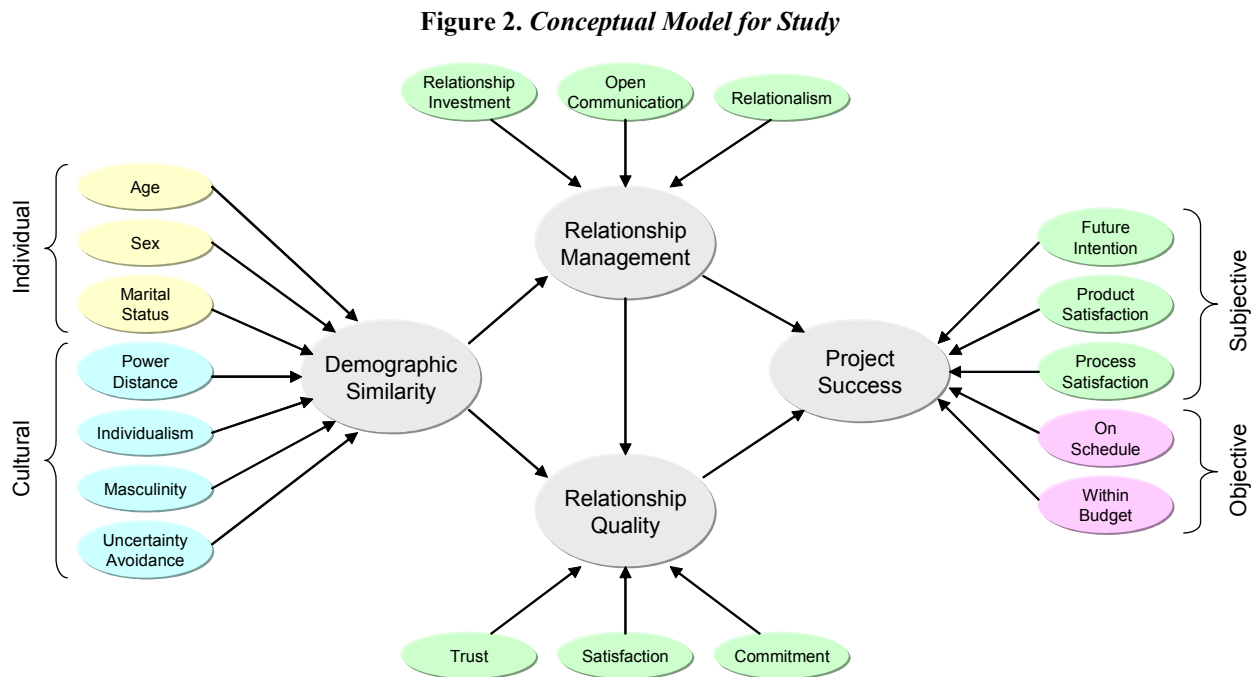 Figure 2. Conceptual Model for Study
Relationship
Investment
Open
Communication
Relationalism
Individual
Age
Sex
Marital
Status
Cultural
Power
Distance
Individualism
Masculinity
Uncertainty
Avoidance
Demographic
Similarity
Relationship
Management
Relationship
Quality
Project
Success
Future
Intention
Product
Satisfaction
Process
Satisfaction
Subjective
On
Schedule
Within
Budget
Objective
Trust
Satisfaction
Commitment